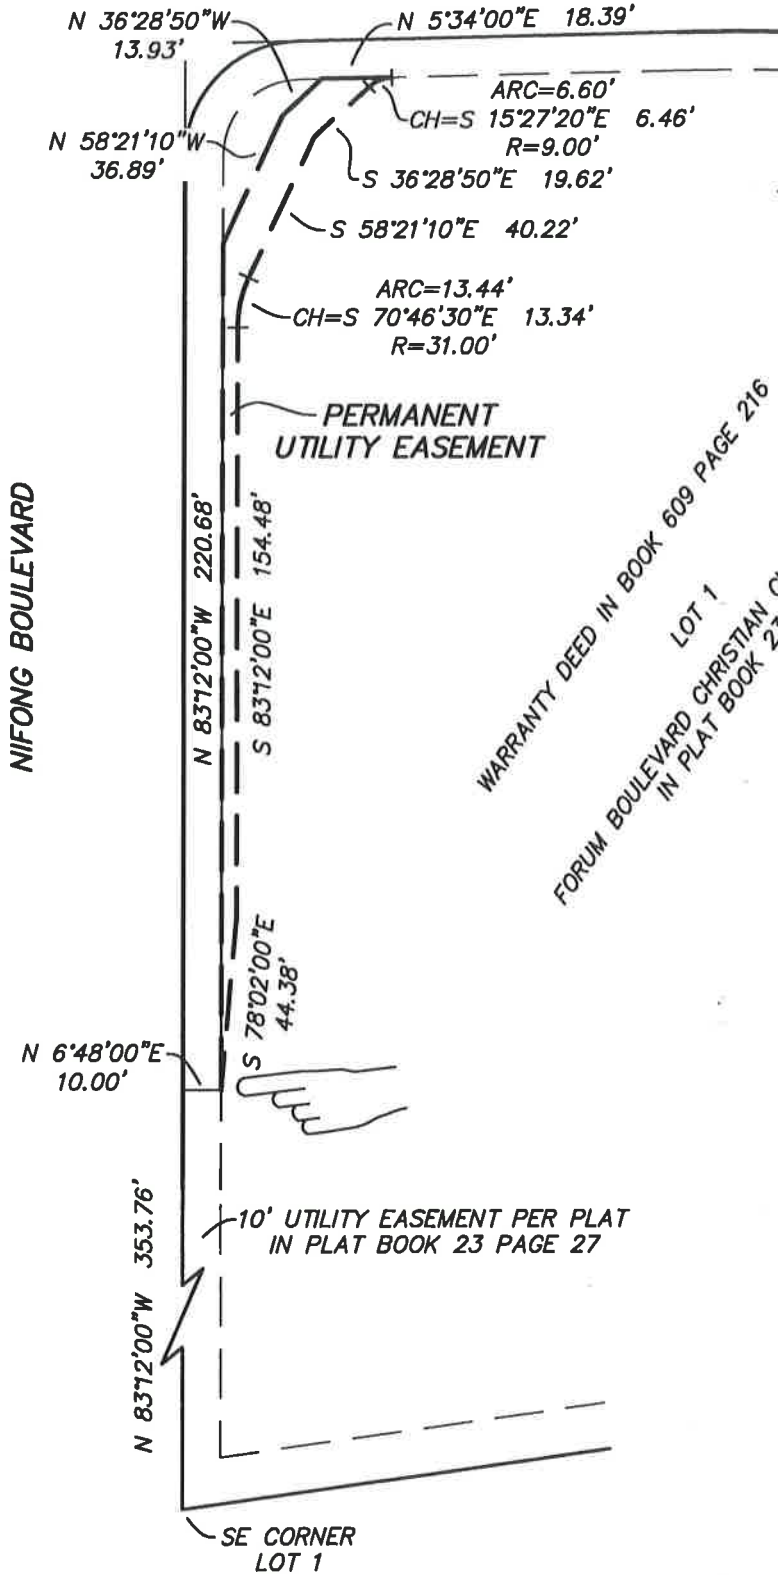 N 36°28'50"W
13.93'
N 5°34'00"E 18.39'
ARC=6.60'
CH=S 15°27'20"E 6.46'
R=9.00'
N 58°21'10"W
36.89'
S 36°28'50"E 19.62'
S 58°21'10"E 40.22'
ARC=13.44'
CH=S 70°46'30"E 13.34'
R=31.00'
PERMANENT
UTILITY EASEMENT
NIFONG BOULEVARD
N 83°12'00"W 220.68'
S 83°12'00"E 154.48'
WARRANTY DEED IN BOOK 609 PAGE 216
LOT 1
FORUM BOULEVARD CHRISTIAN
IN PLAT BOOK 23
S 78°02'00"E
44.38'
N 6°48'00"E
10.00'
10' UTILITY EASEMENT PER PLAT
IN PLAT BOOK 23 PAGE 27
N 83°12'00"W 353.76'
SE CORNER
LOT 1